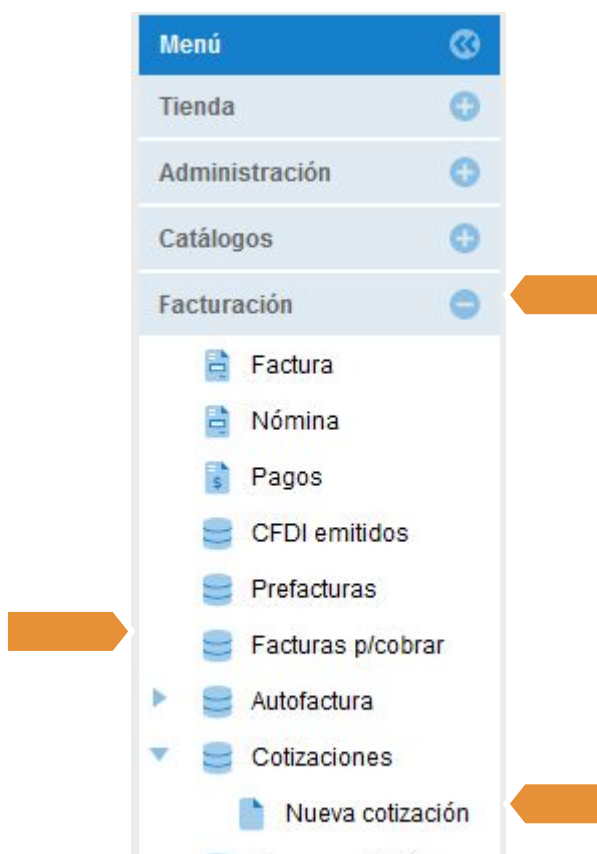 Menú
Tienda
Administración
Catálogos
Facturación
Factura
Nómina
Pagos
CFDI emitidos
Prefacturas
Facturas p/cobrar
Autofactura
Cotizaciones
Nueva cotización